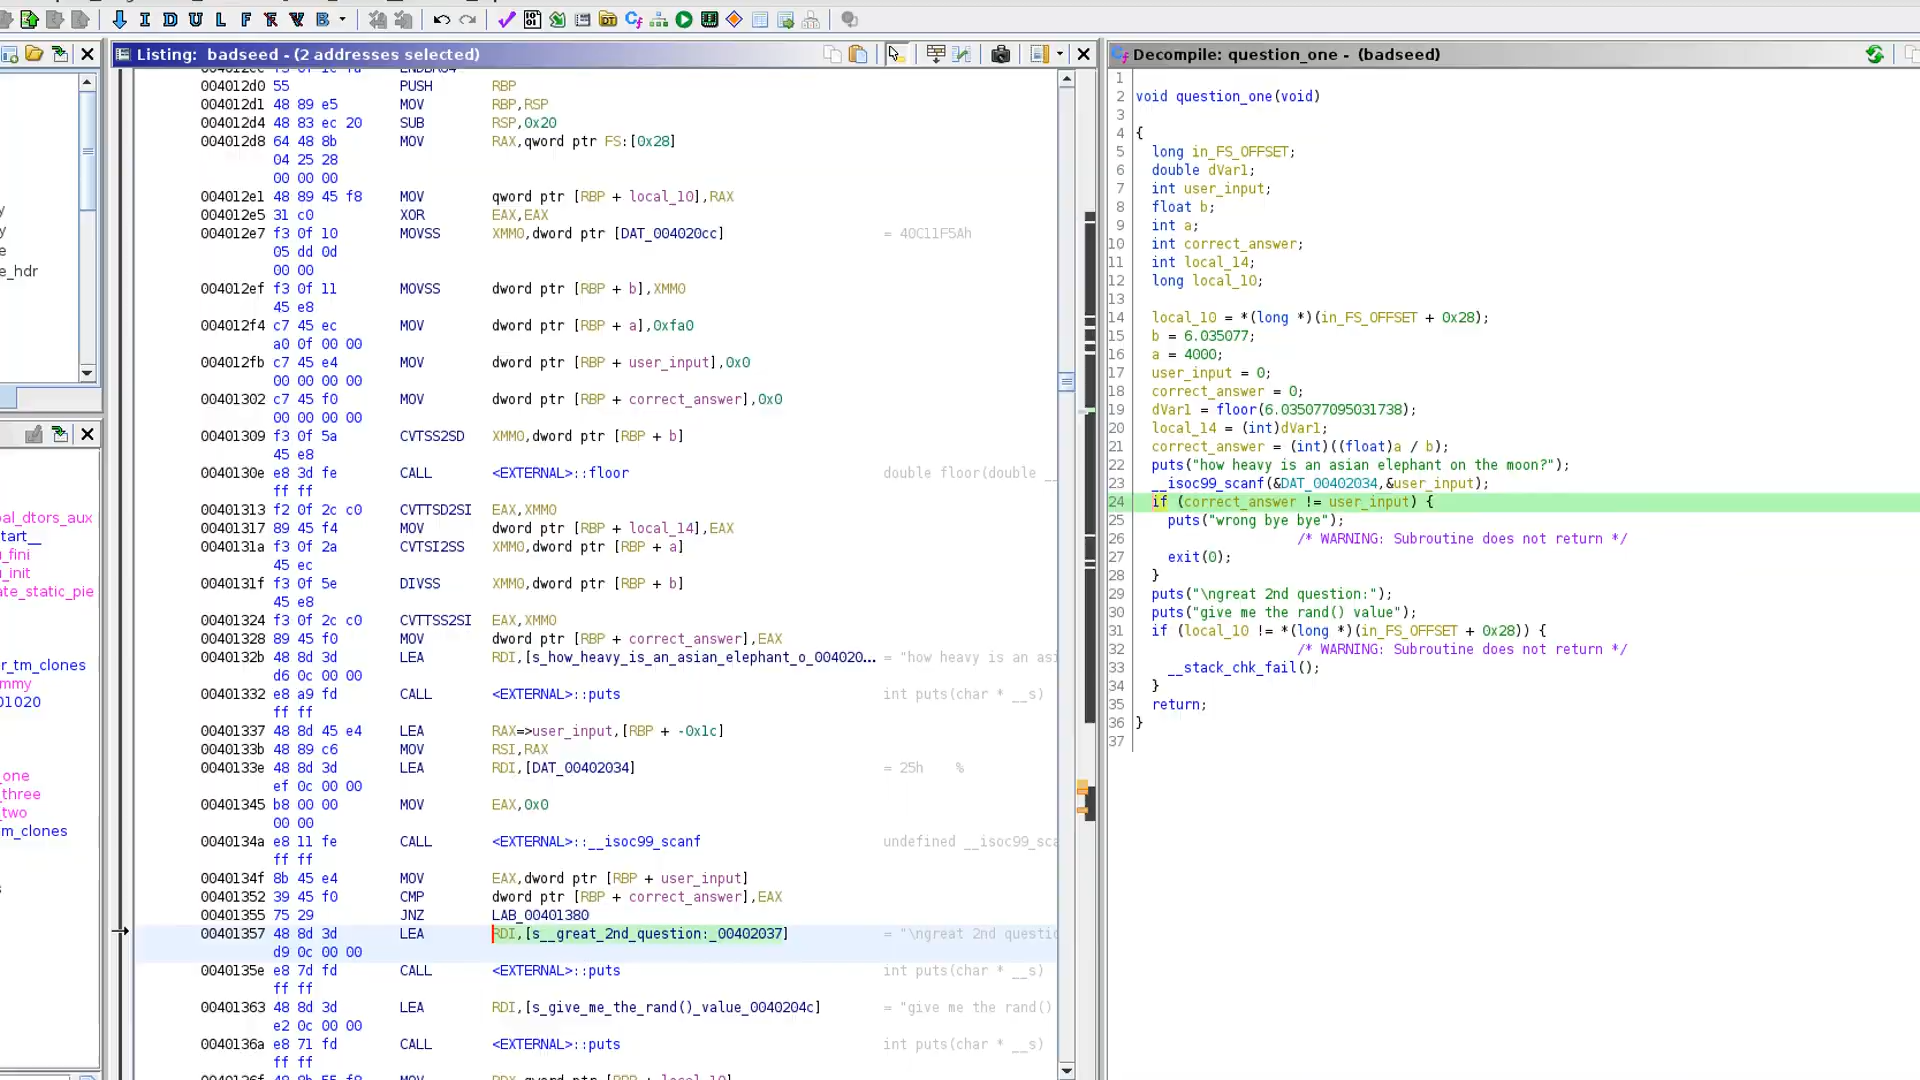 I D U L F R V B
Listing: badseed - (2 addresses selected)
004012d0 55 PUSH RBP
004012d1 48 89 e5 MOV RBP,RSP
004012d4 48 83 ec 20 SUB RSP,0x20
004012d8 64 48 8b MOV RAX,qword ptr FS:[0x28]
04 25 28
00 00 00
004012e1 48 89 45 f8 MOV qword ptr [RBP + local_10],RAX
004012e5 31 c0 XOR EAX,EAX
004012e7 f3 0f 10 MOVSS XMM0,dword ptr [DAT_004020cc] = 40C11F5Ah
05 dd 0d
00 00
004012ef f3 0f 11 MOVSS dword ptr [RBP + b],XMM0
45 e8
004012f4 c7 45 ec MOV dword ptr [RBP + a],0xfa0
a0 0f 00 00
004012fb c7 45 e4 MOV dword ptr [RBP + user_input],0x0
00 00 00 00
00401302 c7 45 f0 MOV dword ptr [RBP + correct_answer],0x0
00 00 00 00
00401309 f3 0f 5a CVTSS2SD XMM0,dword ptr [RBP + b]
45 e8
0040130e e8 3d fe CALL <EXTERNAL>::floor double floor(double __
ff ff
00401313 f2 0f 2c c0 CVTTSD2SI EAX,XMM0
00401317 89 45 f4 MOV dword ptr [RBP + local_14],EAX
0040131a f3 0f 2a CVTSI2SS XMM0,dword ptr [RBP + a]
45 ec
0040131f f3 0f 5e DIVSS XMM0,dword ptr [RBP + b]
45 e8
00401324 f3 0f 2c c0 CVTTSS2SI EAX,XMM0
00401328 89 45 f0 MOV dword ptr [RBP + correct_answer],EAX
0040132b 48 8d 3d LEA RDI,[s_how_heavy_is_an_asian_elephant_o_004020... = "how heavy is an asi
d6 0c 00 00
00401332 e8 a9 fd CALL <EXTERNAL>::puts int puts(char * __s)
ff ff
00401337 48 8d 45 e4 LEA RAX=>user_input,[RBP + -0x1c]
0040133b 48 89 c6 MOV RSI,RAX
0040133e 48 8d 3d LEA RDI,[DAT_00402034] = 25h %
ef 0c 00 00
00401345 b8 00 00 MOV EAX,0x0
00 00
0040134a e8 11 fe CALL <EXTERNAL>::__isoc99_scanf undefined __isoc99_sca
ff ff
0040134f 8b 45 e4 MOV EAX,dword ptr [RBP + user_input]
00401352 39 45 f0 CMP dword ptr [RBP + correct_answer],EAX
00401355 75 29 JNZ LAB_00401380
00401357 48 8d 3d LEA RDI,[s__great_2nd_question:_00402037] = "\ngreat 2nd questio
d9 0c 00 00
0040135e e8 7d fd CALL <EXTERNAL>::puts int puts(char * __s)
ff ff
00401363 48 8d 3d LEA RDI,[s_give_me_the_rand()_value_0040204c] = "give me the rand()
e2 0c 00 00
0040136a e8 71 fd CALL <EXTERNAL>::puts int puts(char * __s)
ff ff
e_hdr
bal_dtors_aux
tart__
_fini
_init
ate_static_pie
r_tm_clones
mmy
01020
_one
_three
_two
m_clones
Decompile: question_one - (badseed)
1
2 void question_one(void)
3
4 {
5 long in_FS_OFFSET;
6 double dVar1;
7 int user_input;
8 float b;
9 int a;
10 int correct_answer;
11 int local_14;
12 long local_10;
13
14 local_10 = *(long *)(in_FS_OFFSET + 0x28);
15 b = 6.035077;
16 a = 4000;
17 user_input = 0;
18 correct_answer = 0;
19 dVar1 = floor(6.035077095031738);
20 local_14 = (int)dVar1;
21 correct_answer = (int)((float)a / b);
22 puts("how heavy is an asian elephant on the moon?");
23 __isoc99_scanf(&DAT_00402034,&user_input);
24 if (correct_answer != user_input) {
25 puts("wrong bye bye");
26 /* WARNING: Subroutine does not return */
27 exit(0);
28 }
29 puts("\ngreat 2nd question:");
30 puts("give me the rand() value");
31 if (local_10 != *(long *)(in_FS_OFFSET + 0x28)) {
32 /* WARNING: Subroutine does not return */
33 __stack_chk_fail();
34 }
35 return;
36 }
37